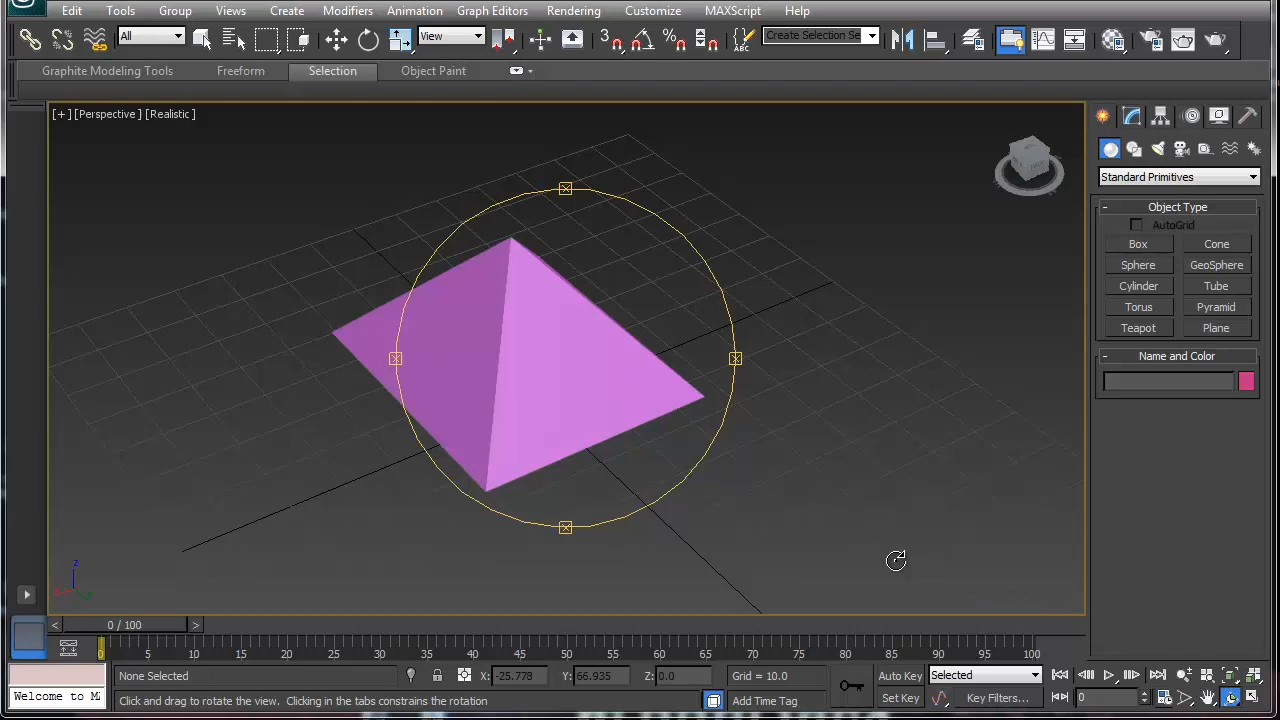 Edit Tools Group Views Create Modifiers Animation Graph Editors Rendering Customize MAXScript Help
All View Create Selection Se
Graphite Modeling Tools Freeform Selection Object Paint
[+] [Perspective] [Realistic]
Standard Primitives
- Object Type
AutoGrid
Box Cone
Sphere GeoSphere
Cylinder Tube
Torus Pyramid
Teapot Plane
- Name and Color
z
< 0 / 100 >
0 5 10 15 20 25 30 35 40 45 50 55 60 65 70 75 80 85 90 95 100
None Selected X: -25.778 Y: 66.935 Z: 0.0 Grid = 10.0 Auto Key Selected
Welcome to M Click and drag to rotate the view. Clicking in the tabs constrains the rotation Add Time Tag Set Key Key Filters... 0